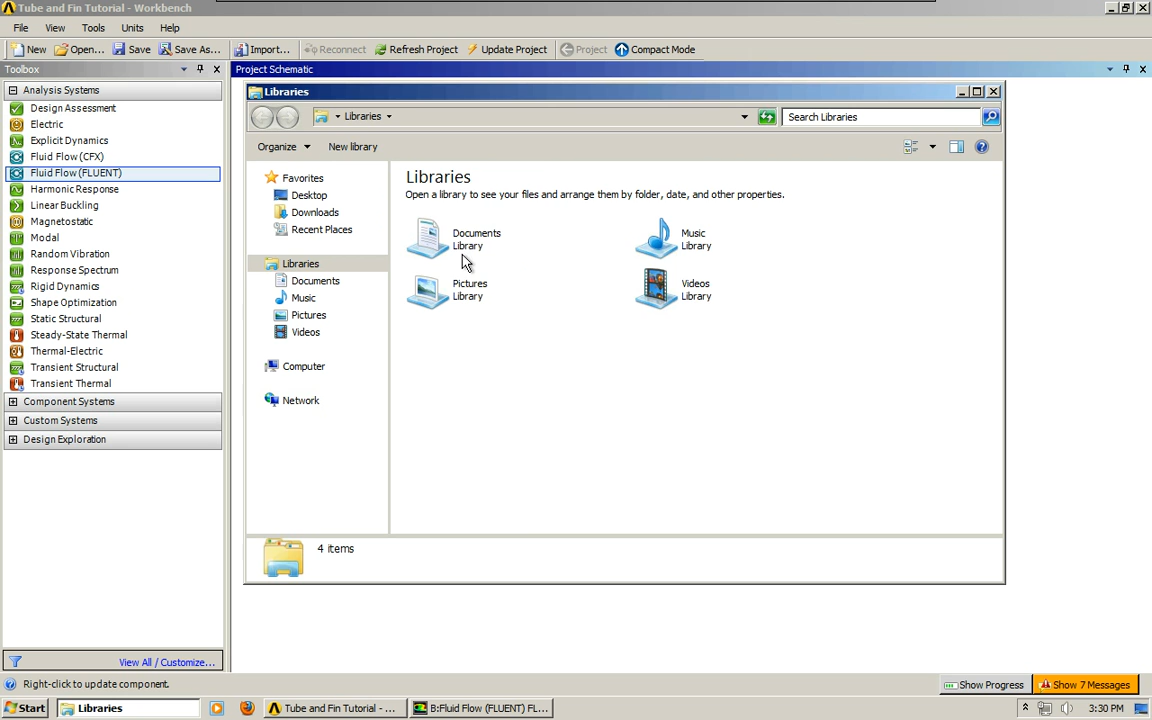 Tube and Fin Tutorial - Workbench
File View Tools Units Help
New Open... Save Save As... Import... Reconnect Refresh Project Update Project Project Compact Mode
Toolbox
Project Schematic
Analysis Systems
Design Assessment
Electric
Explicit Dynamics
Fluid Flow (CFX)
Fluid Flow (FLUENT)
Harmonic Response
Linear Buckling
Magnetostatic
Modal
Random Vibration
Response Spectrum
Rigid Dynamics
Shape Optimization
Static Structural
Steady-State Thermal
Thermal-Electric
Transient Structural
Transient Thermal
Component Systems
Custom Systems
Design Exploration
View All / Customize...
Libraries
Libraries
Search Libraries
Organize New library
Favorites
Desktop
Downloads
Recent Places
Libraries
Documents
Music
Pictures
Videos
Computer
Network
Libraries
Open a library to see your files and arrange them by folder, date, and other properties.
Documents
Library
Music
Library
Pictures
Library
Videos
Library
4 items
Right-click to update component.
Show Progress Show 7 Messages
Start Libraries Tube and Fin Tutorial - ... B:Fluid Flow (FLUENT) FL... 3:30 PM